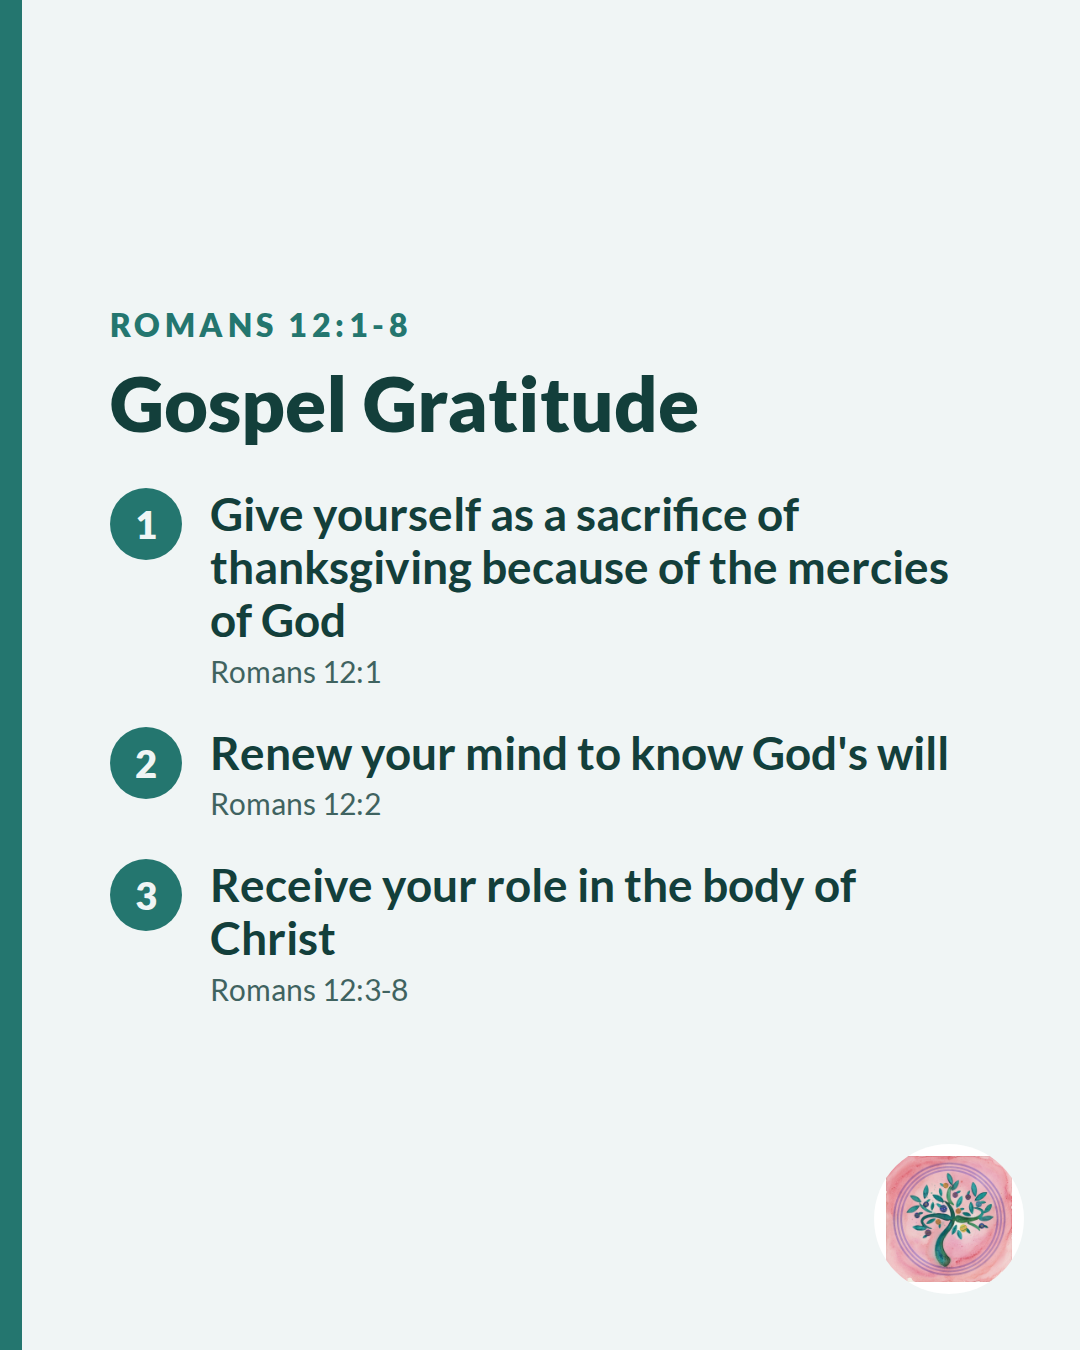 ROMANS 12:1-8
Gospel Gratitude
1
Give yourself as a sacrifice of
thanksgiving because of the mercies
of God
Romans 12:1
2
Renew your mind to know God's will
Romans 12:2
3
Receive your role in the body of
Christ
Romans 12:3-8